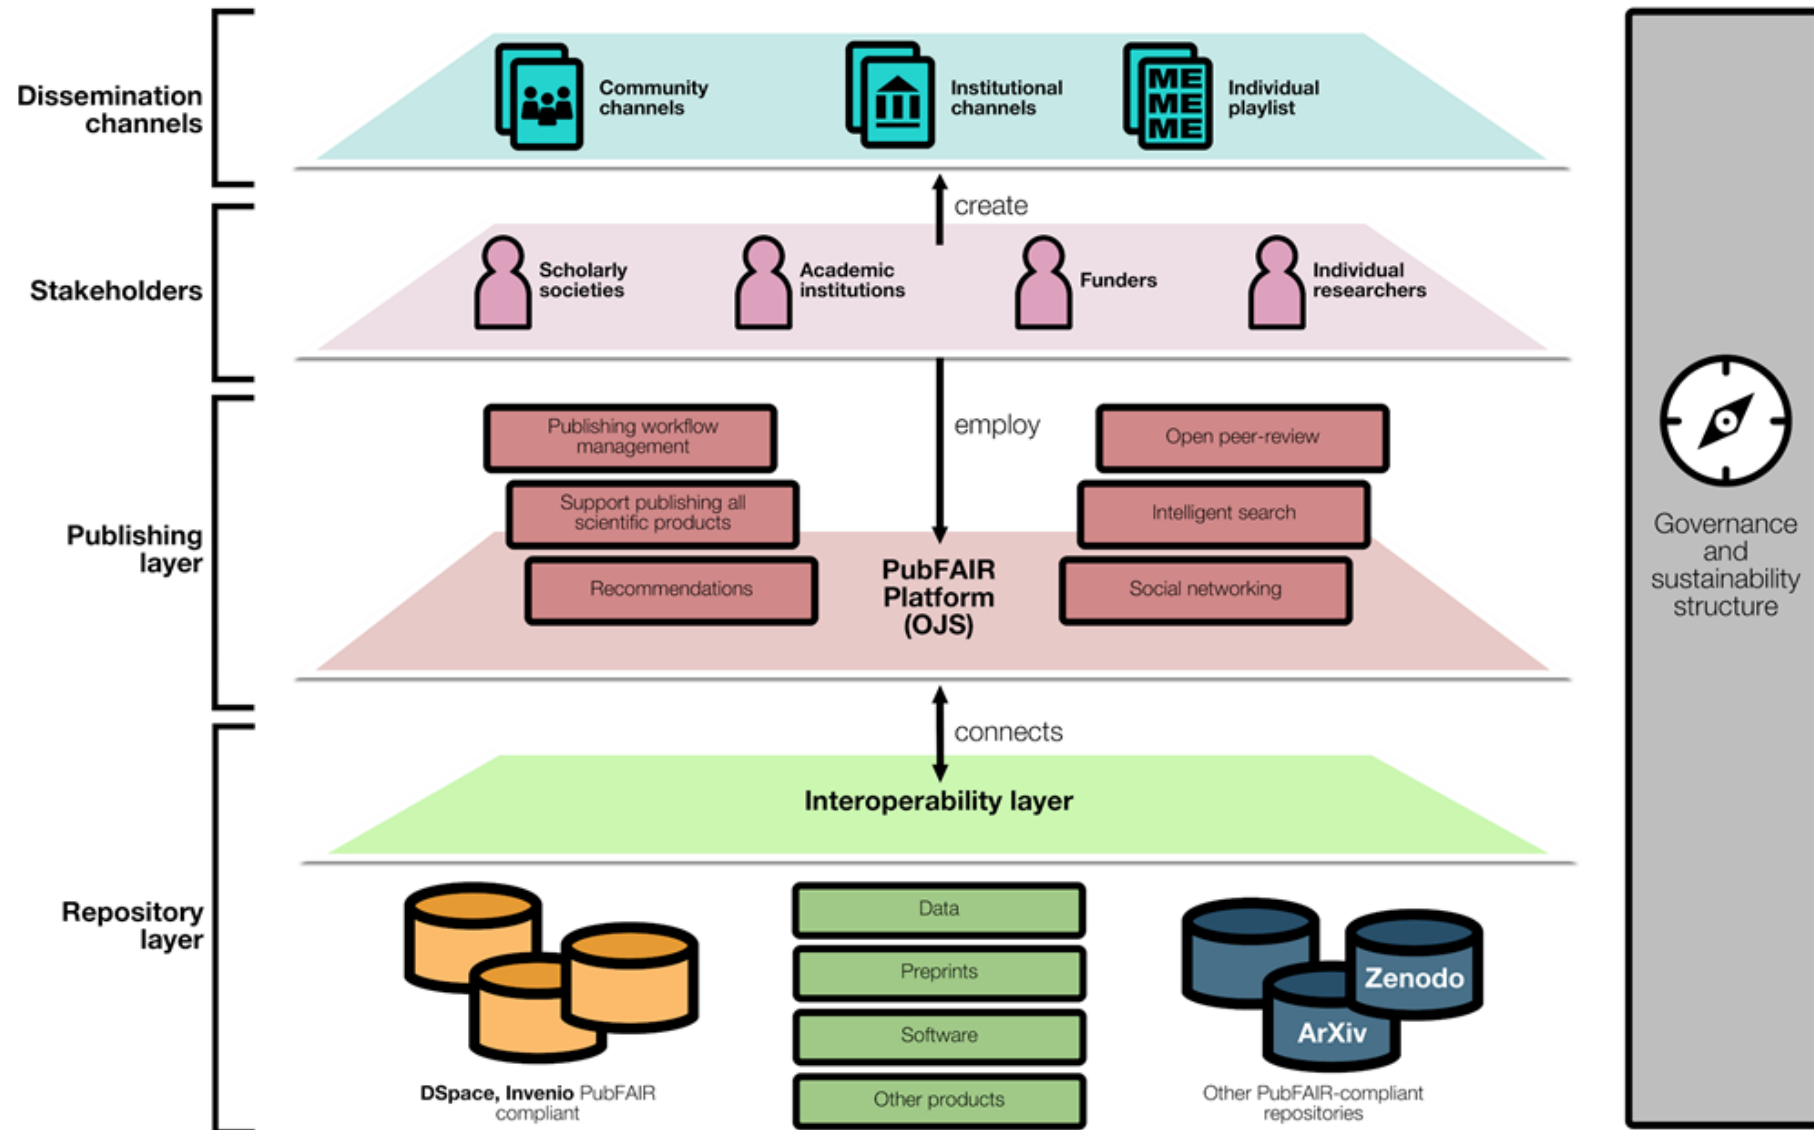 Dissemination
channels
Community
channels
Institutional
channels
ME
ME
ME
Individual
playlist
create
Stakeholders
Scholarly
societies
Academic
institutions
Funders
Individual
researchers
employ
Publishing
layer
Publishing workflow
management
Support publishing all
scientific products
Recommendations
PubFAIR
Platform
(OJS)
Open peer-review
Intelligent search
Social networking
connects
Repository
layer
Interoperability layer
DSpace, Invenio PubFAIR
compliant
Data
Preprints
Software
Other products
Zenodo
ArXiv
Other PubFAIR-compliant
repositories
Governance
and
sustainability
structure